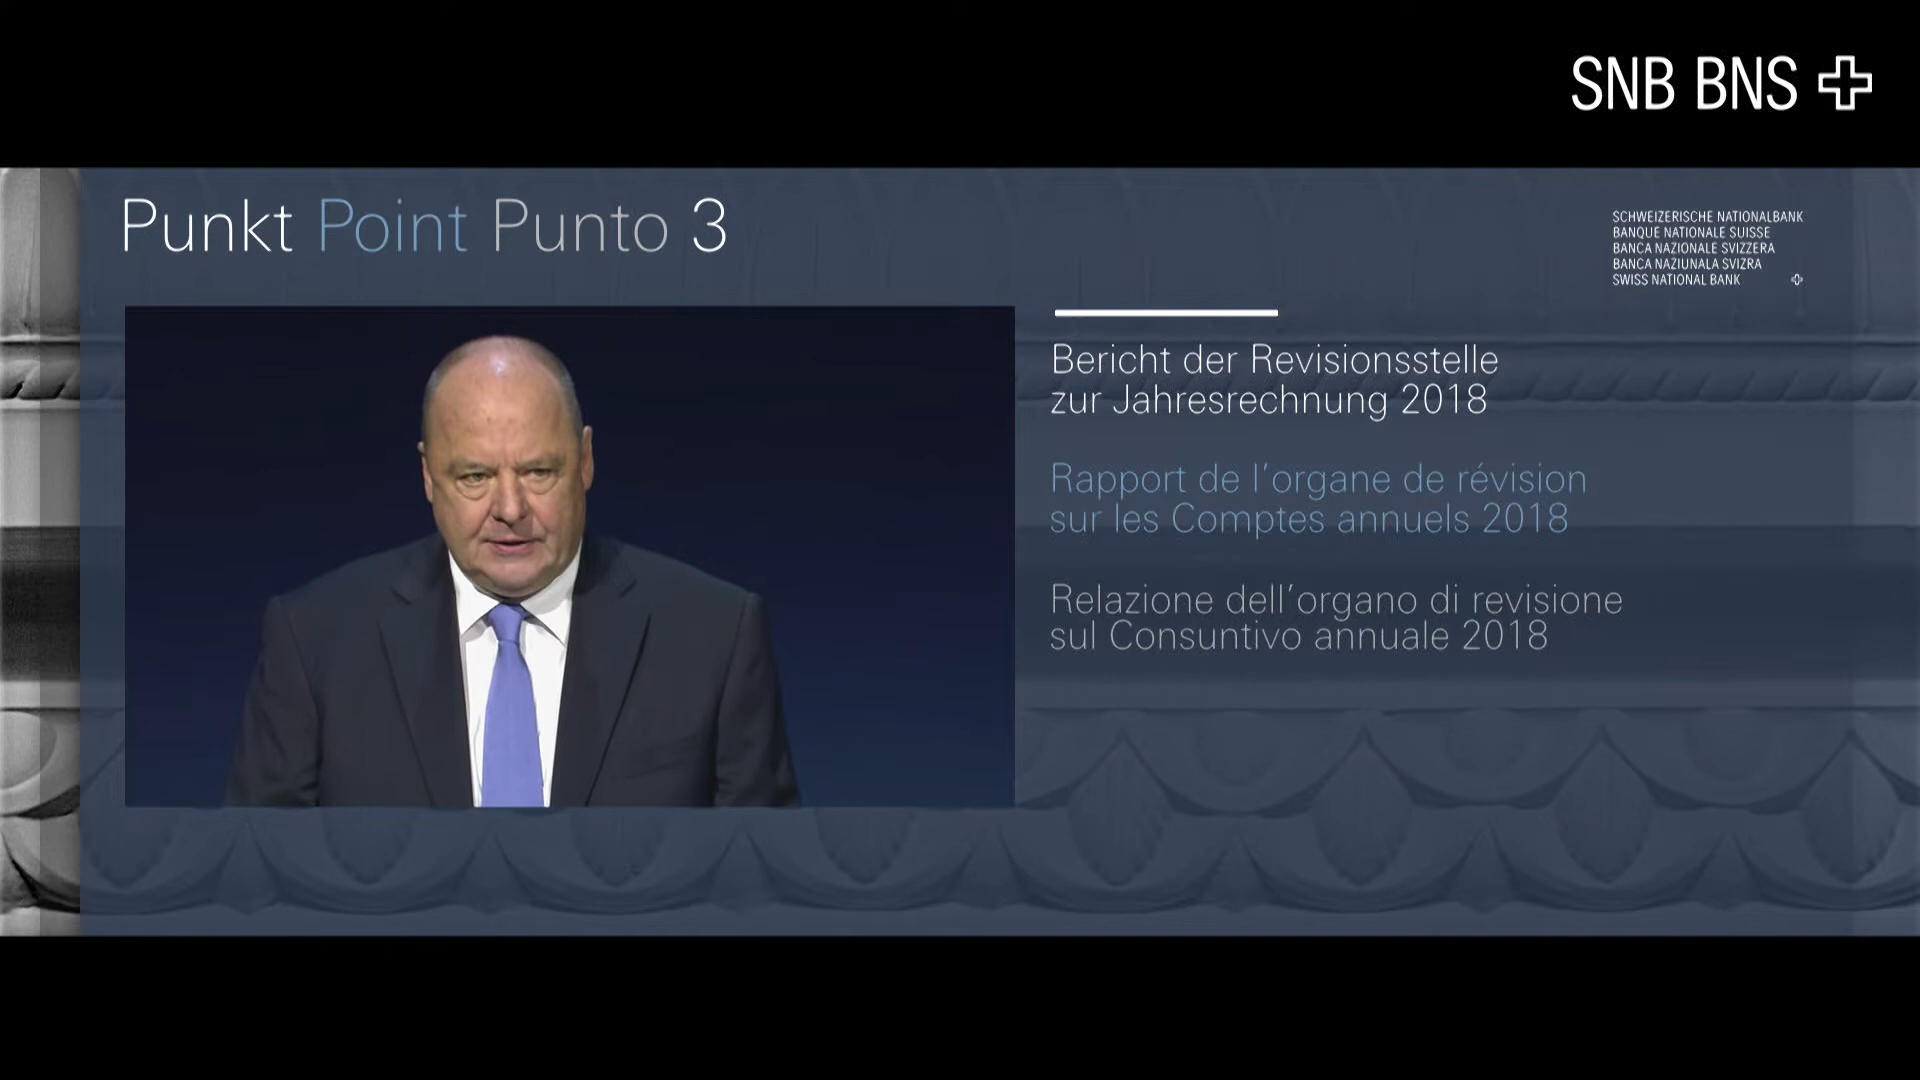 SNB BNS
Punkt Point Punto 3
SCHWEIZERISCHE NATIONALBANK
BANQUE NATIONALE SUISSE
BANCA NAZIONALE SVIZZERA
BANCA NAZIUNALA SVIZRA
SWISS NATIONAL BANK
Bericht der Revisionsstelle
zur Jahresrechnung 2018
Rapport de l'organe de révision
sur les Comptes annuels 2018
Relazione dell'organo di revisione
sul Consuntivo annuale 2018